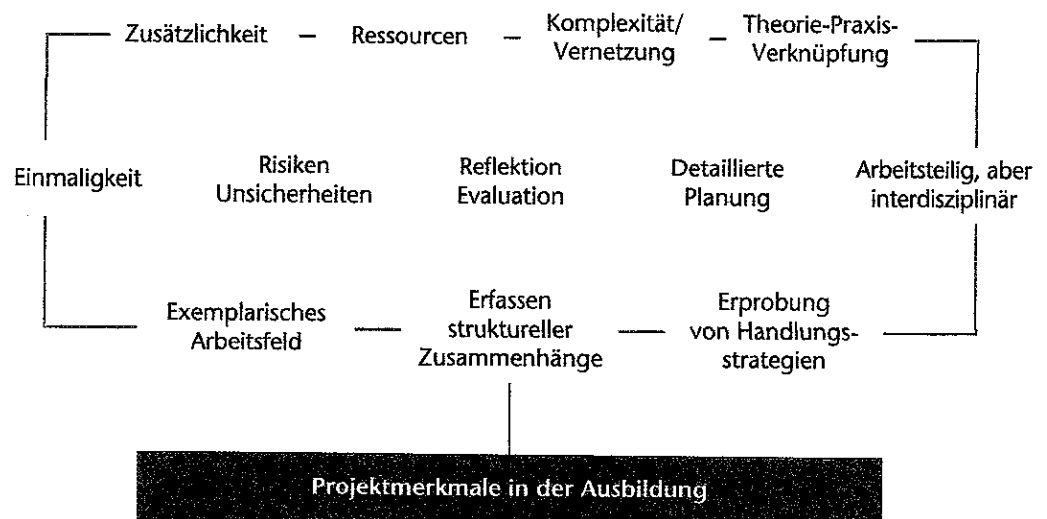 Zusätzlichkeit – Ressourcen – Komplexität/ – Theorie-Praxis-
Vernetzung Verknüpfung
Einmaligkeit
Risiken
Unsicherheiten
Reflektion
Evaluation
Detaillierte
Planung
Arbeitsteilig, aber
interdisziplinär
Exemplarisches
Arbeitsfeld
Erfassen
struktureller
Zusammenhänge
Erprobung
von Handlungs-
strategien
Projektmerkmale in der Ausbildung